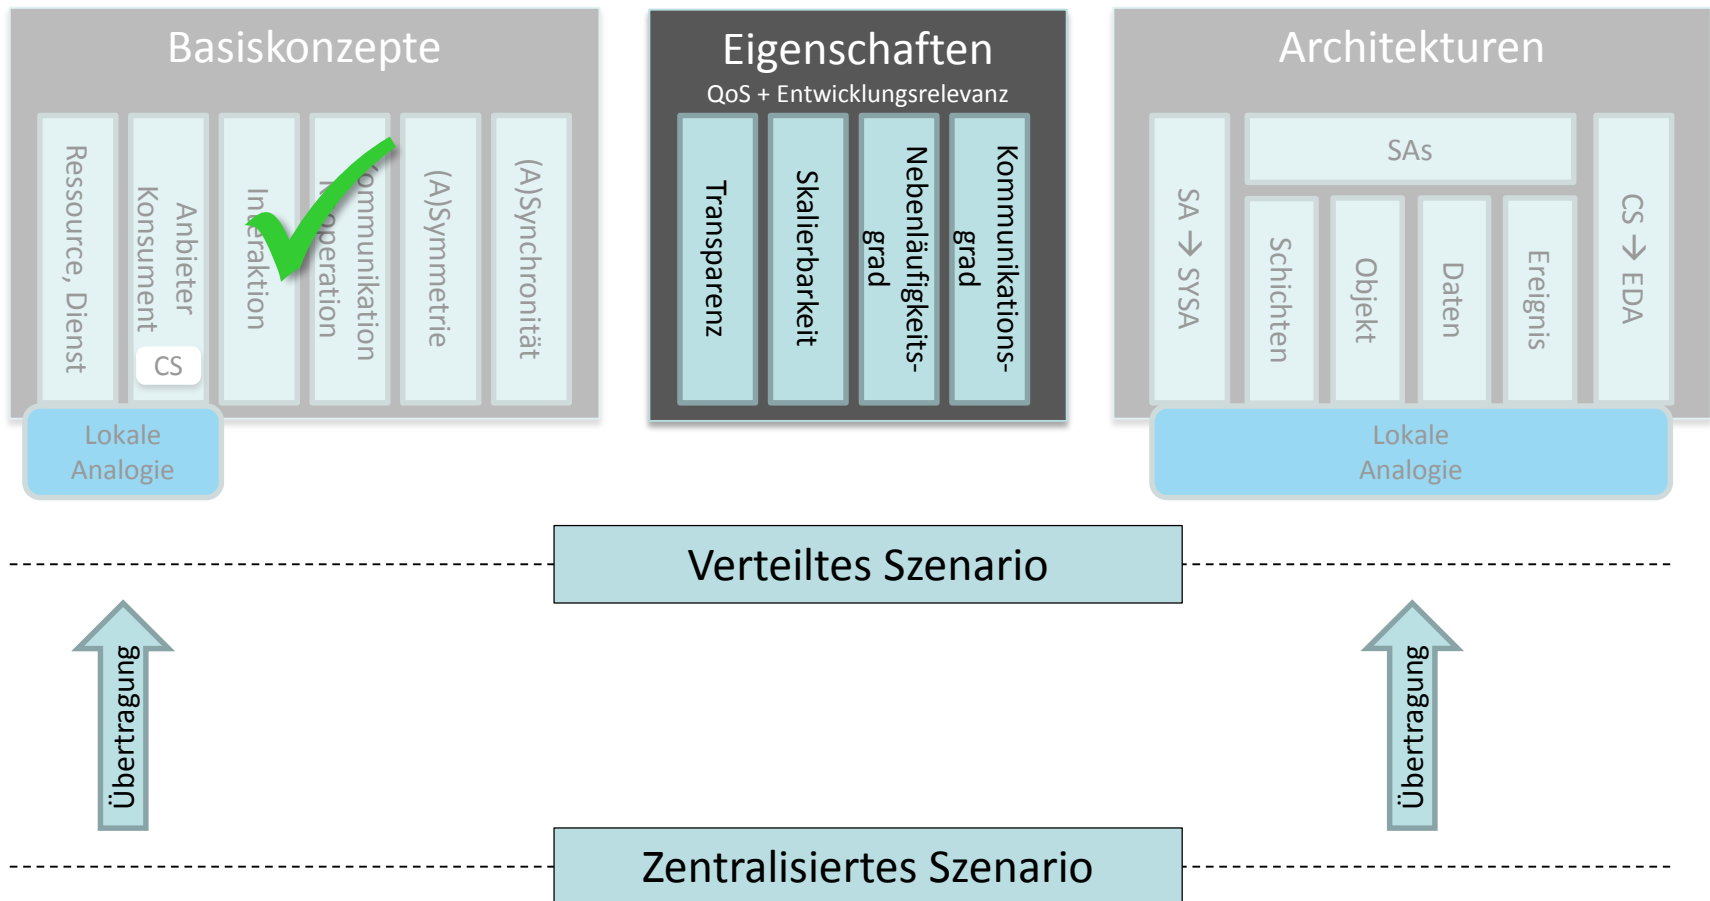 Basiskonzepte
Ressource, Dienst
Anbieter
Konsument
CS
Interaktion
Kommunikation
Kooperation
(A)Symmetrie
(A)Synchronität
Lokale
Analogie
Eigenschaften
QoS + Entwicklungsrelevanz
Transparenz
Skalierbarkeit
Nebenläufigkeits-
grad
Kommunikations-
grad
Architekturen
SA → SYSA
SAs
Schichten
Objekt
Daten
Ereignis
CS → EDA
Lokale
Analogie
Verteiltes Szenario
Übertragung
Übertragung
Zentralisiertes Szenario